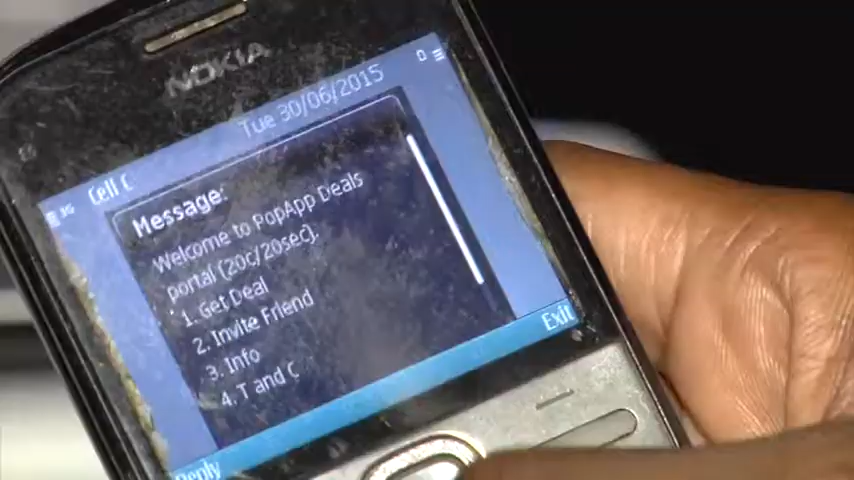 NOKIA
Tue 30/06/2015
3G Cell C
Message:
Welcome to PopApp Deals
portal (20c/20sec).
1. Get Deal
2. Invite Friend
3. Info
4. T and C
Reply Exit